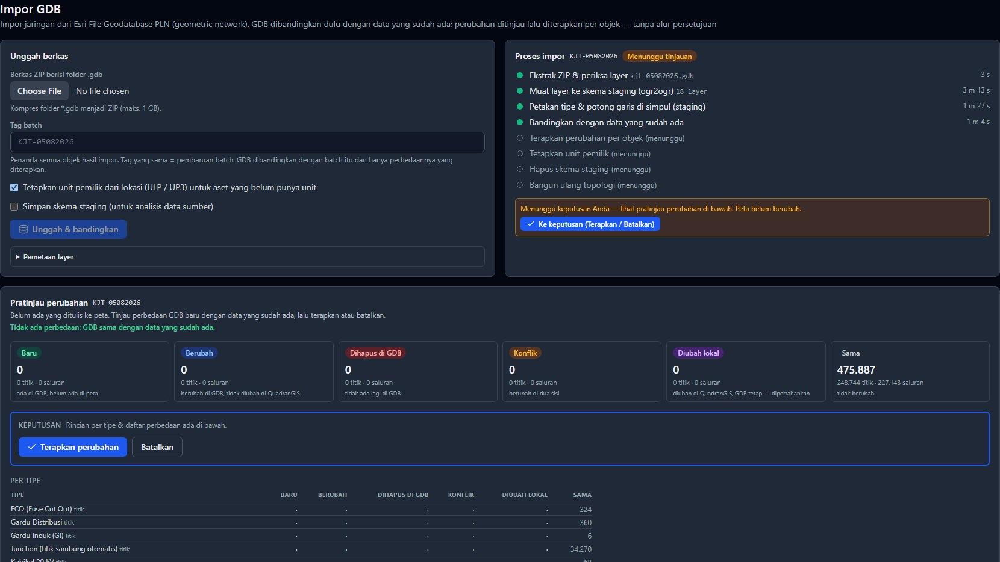 Impor GDB
Impor jaringan dari Esri File Geodatabase PLN (geometric network). GDB dibandingkan dulu dengan data yang sudah ada; perubahan ditinjau lalu diterapkan per objek — tanpa alur persetujuan
Unggah berkas
Berkas ZIP berisi folder .gdb
Choose File No file chosen
Kompres folder *.gdb menjadi ZIP (maks. 1 GB).
Tag batch
KJT-05082026
Penanda semua objek hasil impor. Tag yang sama = pembaruan batch: GDB dibandingkan dengan batch itu dan hanya perbedaannya yang
diterapkan.
Tetapkan unit pemilik dari lokasi (ULP / UP3) untuk aset yang belum punya unit
Simpan skema staging (untuk analisis data sumber)
Unggah & bandingkan
Pemetaan layer
Proses impor KJT-05082026 Menunggu tinjauan
Ekstrak ZIP & periksa layer kjt 05082026.gdb 3 s
Muat layer ke skema staging (ogr2ogr) 18 layer 3 m 13 s
Petakan tipe & potong garis di simpul (staging) 1 m 27 s
Bandingkan dengan data yang sudah ada 1 m 4 s
Terapkan perubahan per objek (menunggu)
Tetapkan unit pemilik (menunggu)
Hapus skema staging (menunggu)
Bangun ulang topologi (menunggu)
Menunggu keputusan Anda — lihat pratinjau perubahan di bawah. Peta belum berubah.
Ke keputusan (Terapkan / Batalkan)
Pratinjau perubahan KJT-05082026
Belum ada yang ditulis ke peta. Tinjau perbedaan GDB baru dengan data yang sudah ada, lalu terapkan atau batalkan.
Tidak ada perbedaan: GDB sama dengan data yang sudah ada.
Baru
0
0 titik · 0 saluran
ada di GDB, belum ada di peta
Berubah
0
0 titik · 0 saluran
berubah di GDB, tidak diubah di QuadranGIS
Dihapus di GDB
0
0 titik · 0 saluran
tidak ada lagi di GDB
Konflik
0
0 titik · 0 saluran
berubah di dua sisi
Diubah lokal
0
0 titik · 0 saluran
diubah di QuadranGIS, GDB tetap — dipertahankan
Sama
475.887
248.744 titik · 227.143 saluran
tidak berubah
KEPUTUSAN Rincian per tipe & daftar perbedaan ada di bawah.
Terapkan perubahan Batalkan
PER TIPE
TIPE BARU BERUBAH DIHAPUS DI GDB KONFLIK DIUBAH LOKAL SAMA
FCO (Fuse Cut Out) titik · · · · · 324
Gardu Distribusi titik · · · · · 360
Gardu Induk (GI) titik · · · · · 6
Junction (titik sambung otomatis) titik · · · · · 34.270
Kubikel 20 kV titik 68